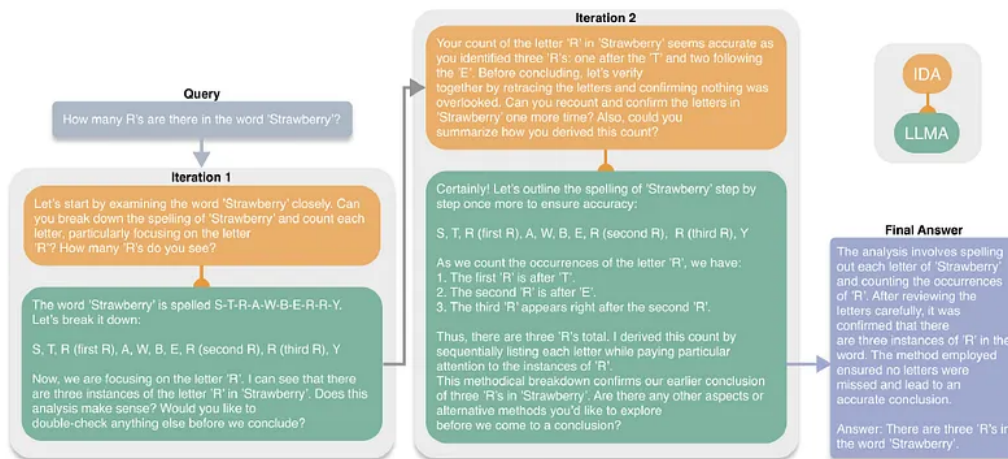 Query
How many R's are there in the word 'Strawberry'?
Iteration 1
Let's start by examining the word 'Strawberry' closely. Can
you break down the spelling of 'Strawberry' and count each
letter, particularly focusing on the letter
'R'? How many 'R's do you see?
The word 'Strawberry' is spelled S-T-R-A-W-B-E-R-R-Y.
Let's break it down:
S, T, R (first R), A, W, B, E, R (second R), R (third R), Y
Now, we are focusing on the letter 'R'. I can see that there
are three instances of the letter 'R' in 'Strawberry'. Does this
analysis make sense? Would you like to
double-check anything else before we conclude?
Iteration 2
Your count of the letter 'R' in 'Strawberry' seems accurate as
you identified three 'R's: one after the 'T' and two following
the 'E'. Before concluding, let's verify
together by retracing the letters and confirming nothing was
overlooked. Can you recount and confirm the letters in
'Strawberry' one more time? Also, could you
summarize how you derived this count?
Certainly! Let's outline the spelling of 'Strawberry' step by
step once more to ensure accuracy:
S, T, R (first R), A, W, B, E, R (second R), R (third R), Y
As we count the occurrences of the letter 'R', we have:
1. The first 'R' is after 'T'.
2. The second 'R' is after 'E'.
3. The third 'R' appears right after the second 'R'.
Thus, there are three 'R's total. I derived this count by
sequentially listing each letter while paying particular
attention to the instances of 'R'.
This methodical breakdown confirms our earlier conclusion
of three 'R's in 'Strawberry'. Are there any other aspects or
alternative methods you'd like to explore
before we come to a conclusion?
IDA
LLMA
Final Answer
The analysis involves spelling
out each letter of 'Strawberry'
and counting the occurrences
of 'R'. After reviewing the
letters carefully, it was
confirmed that there
are three instances of 'R' in the
word. The method employed
ensured no letters were
missed and lead to an
accurate conclusion.
Answer: There are three 'R's in
the word 'Strawberry'.